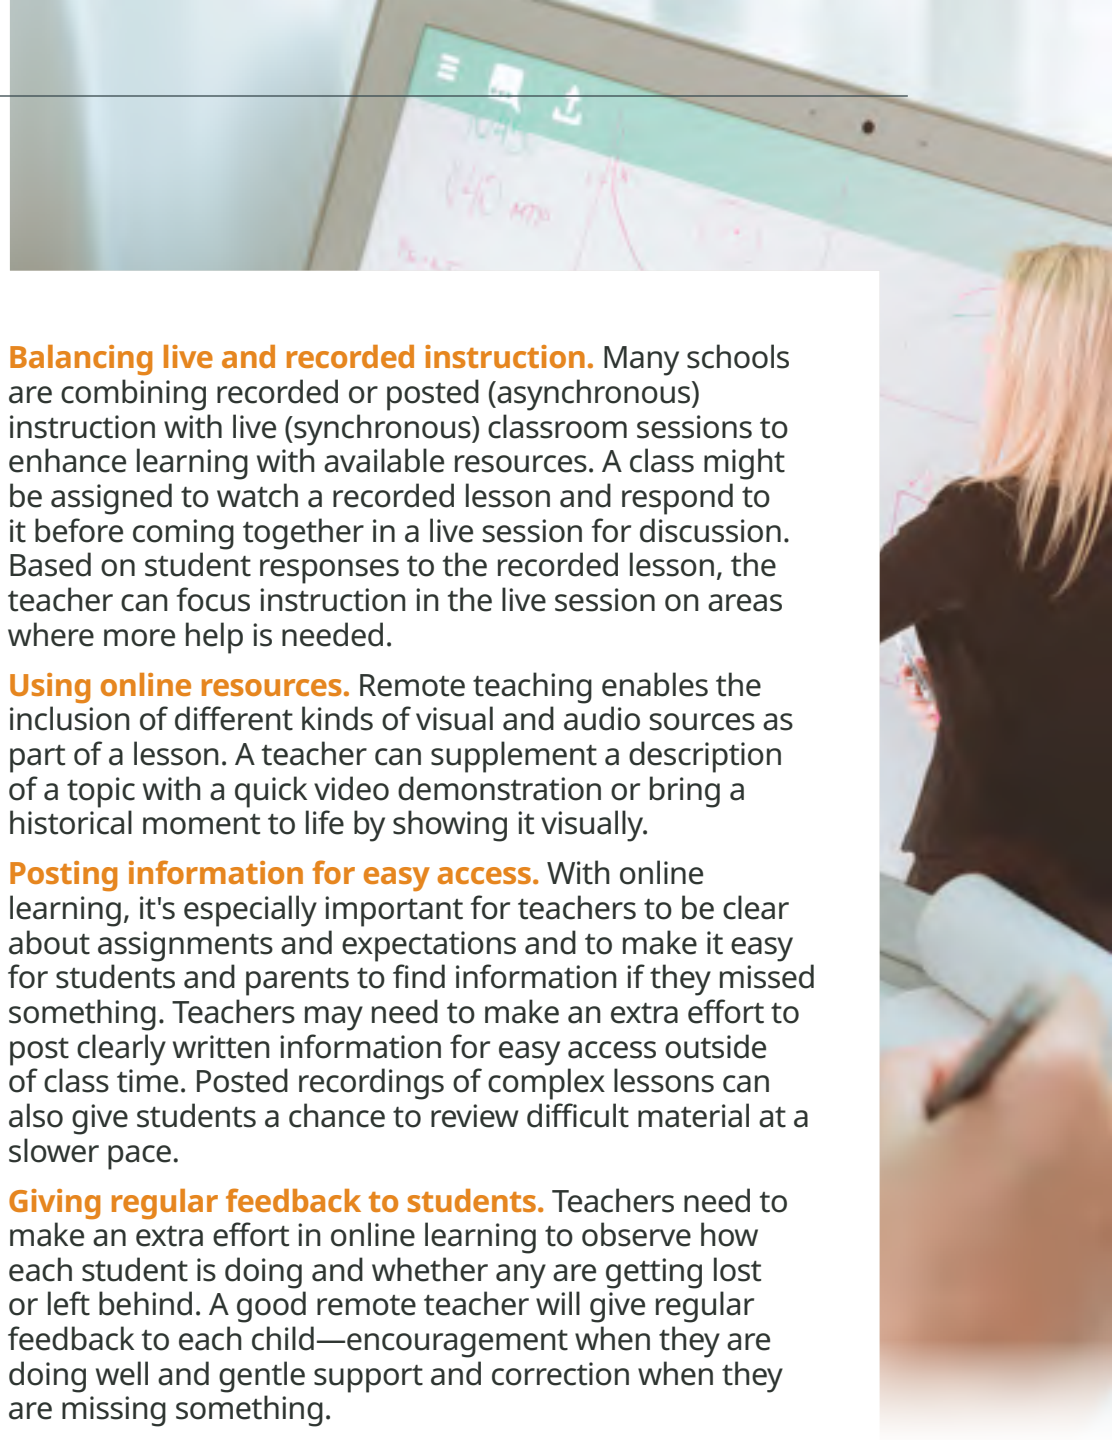 Balancing live and recorded instruction. Many schools
are combining recorded or posted (asynchronous)
instruction with live (synchronous) classroom sessions to
enhance learning with available resources. A class might
be assigned to watch a recorded lesson and respond to
it before coming together in a live session for discussion.
Based on student responses to the recorded lesson, the
teacher can focus instruction in the live session on areas
where more help is needed.
Using online resources. Remote teaching enables the
inclusion of different kinds of visual and audio sources as
part of a lesson. A teacher can supplement a description
of a topic with a quick video demonstration or bring a
historical moment to life by showing it visually.
Posting information for easy access. With online
learning, it's especially important for teachers to be clear
about assignments and expectations and to make it easy
for students and parents to find information if they missed
something. Teachers may need to make an extra effort to
post clearly written information for easy access outside
of class time. Posted recordings of complex lessons can
also give students a chance to review difficult material at a
slower pace.
Giving regular feedback to students. Teachers need to
make an extra effort in online learning to observe how
each student is doing and whether any are getting lost
or left behind. A good remote teacher will give regular
feedback to each child—encouragement when they are
doing well and gentle support and correction when they
are missing something.